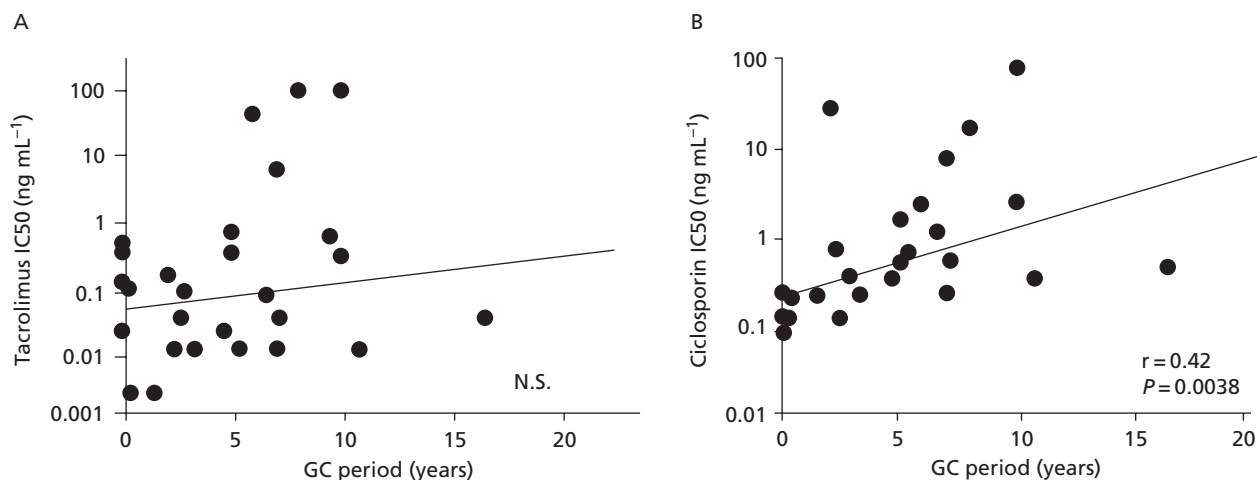 A
Tacrolimus IC50 (ng mL⁻¹)
100
10
1
0.1
0.01
0.001
N.S.
0 5 10 15 20
GC period (years)
B
Ciclosporin IC50 (ng mL⁻¹)
100
10
1
0.1
0.01
r = 0.42
P = 0.0038
0 5 10 15 20
GC period (years)